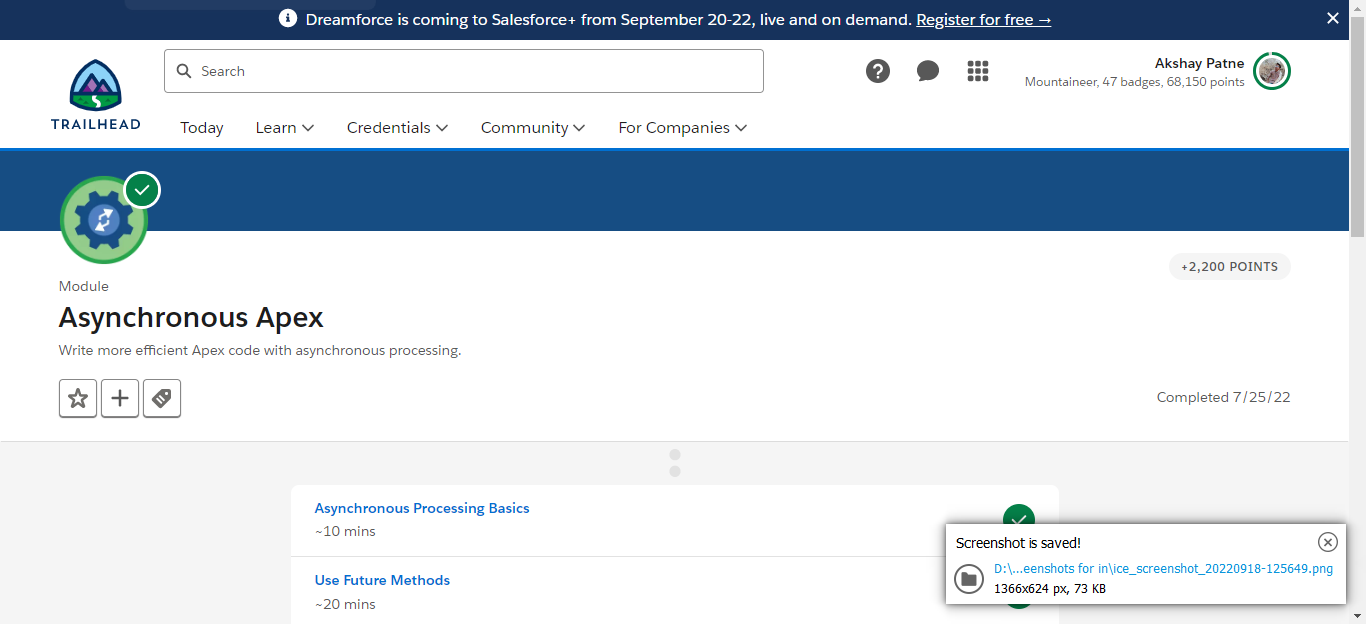 Dreamforce is coming to Salesforce+ from September 20-22, live and on demand. Register for free →
Search
Akshay Patne
Mountaineer, 47 badges, 68,150 points
TRAILHEAD
Today Learn Credentials Community For Companies
+2,200 POINTS
Module
Asynchronous Apex
Write more efficient Apex code with asynchronous processing.
Completed 7/25/22
Asynchronous Processing Basics
~10 mins
Use Future Methods
~20 mins
Screenshot is saved!
D:\...eenshots for in\ice_screenshot_20220918-125649.png
1366x624 px, 73 KB